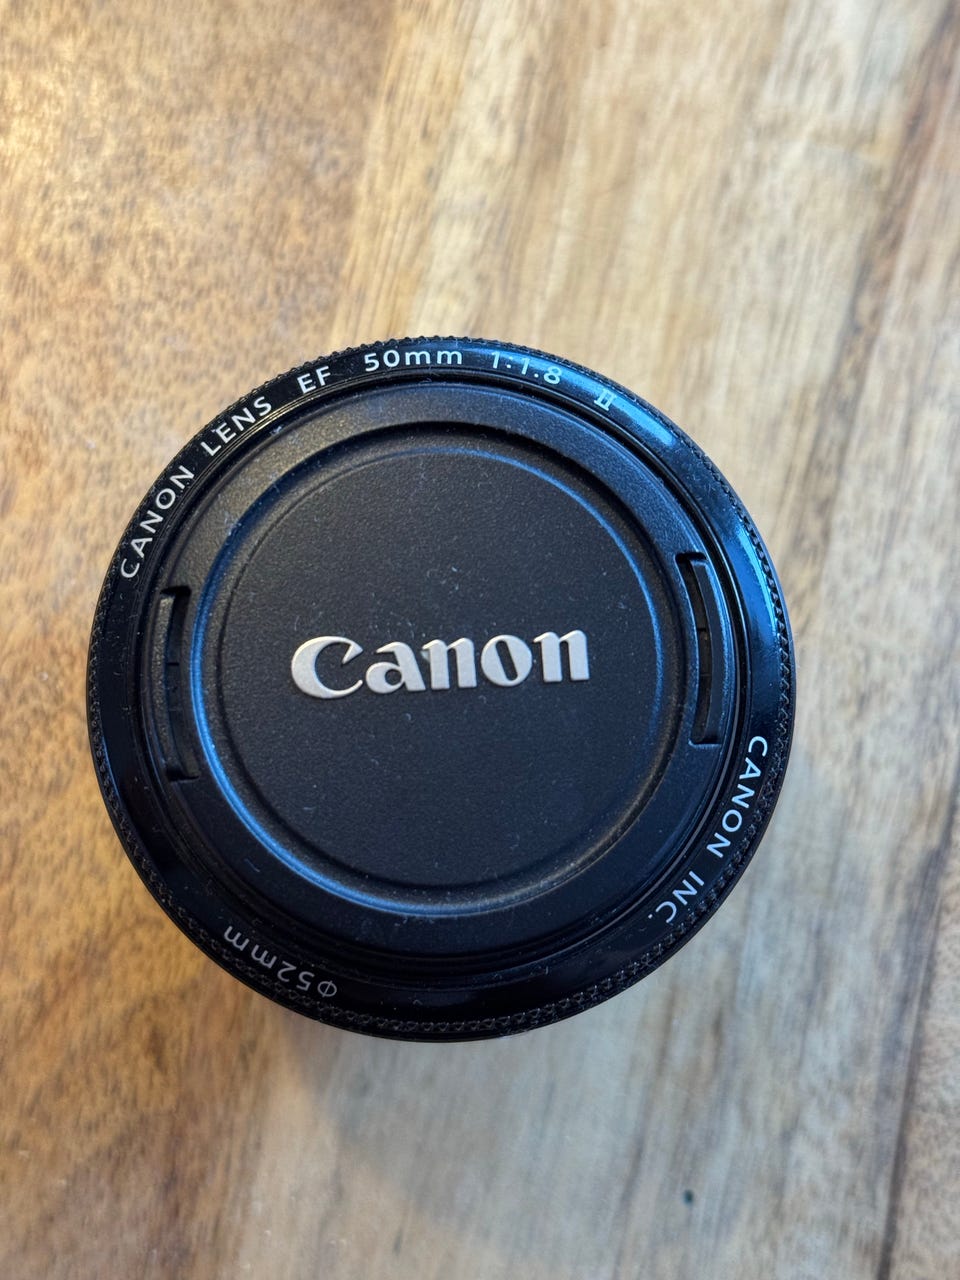 CANON LENS EF 50mm 1:1.8 II
Canon
CANON INC.
Φ52mm